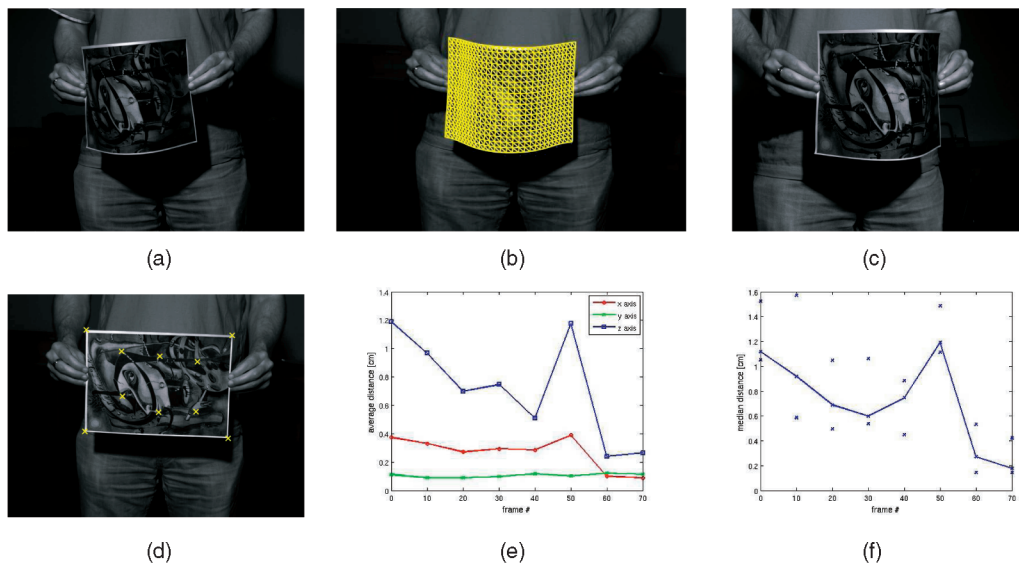 (a)
(b)
(c)
(d)
1.4
1.2
1
0.8
0.6
0.4
0.2
0
average distance [cm]
x axis
y axis
z axis
0 10 20 30 40 50 60 70
frame #
(e)
1.6
1.4
1.2
1
0.8
0.6
0.4
0.2
0
median distance [cm]
0 10 20 30 40 50 60 70
frame #
(f)